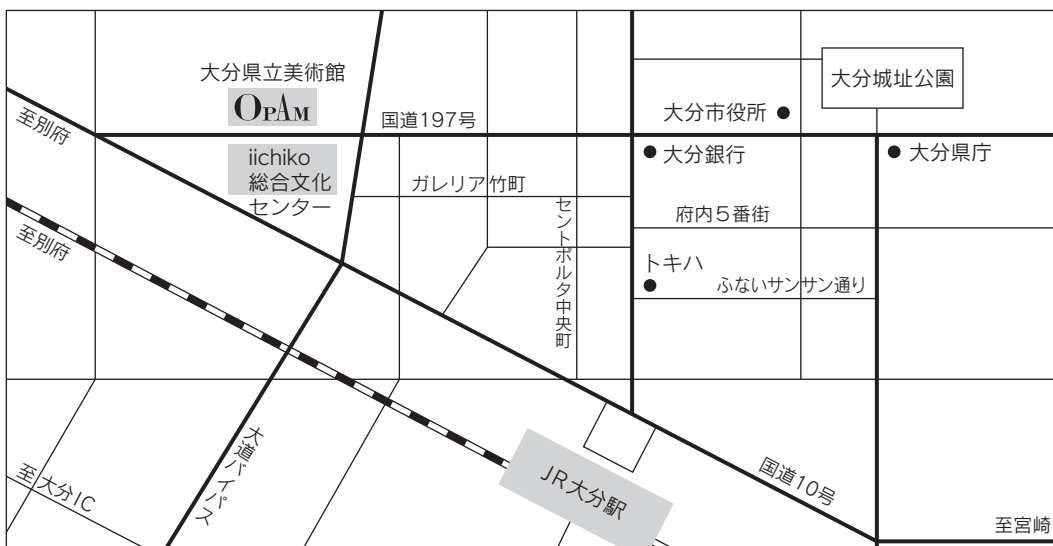 大分県立美術館
OPAM
国道197号
大分市役所
大分城址公園
至別府
iichiko
総合文化
センター
ガレリア竹町
大分銀行
大分県庁
府内5番街
至別府
セントポルタ中央町
トキハ
ふないサンサン通り
大道バイパス
至大分IC
JR大分駅
国道10号
至宮崎